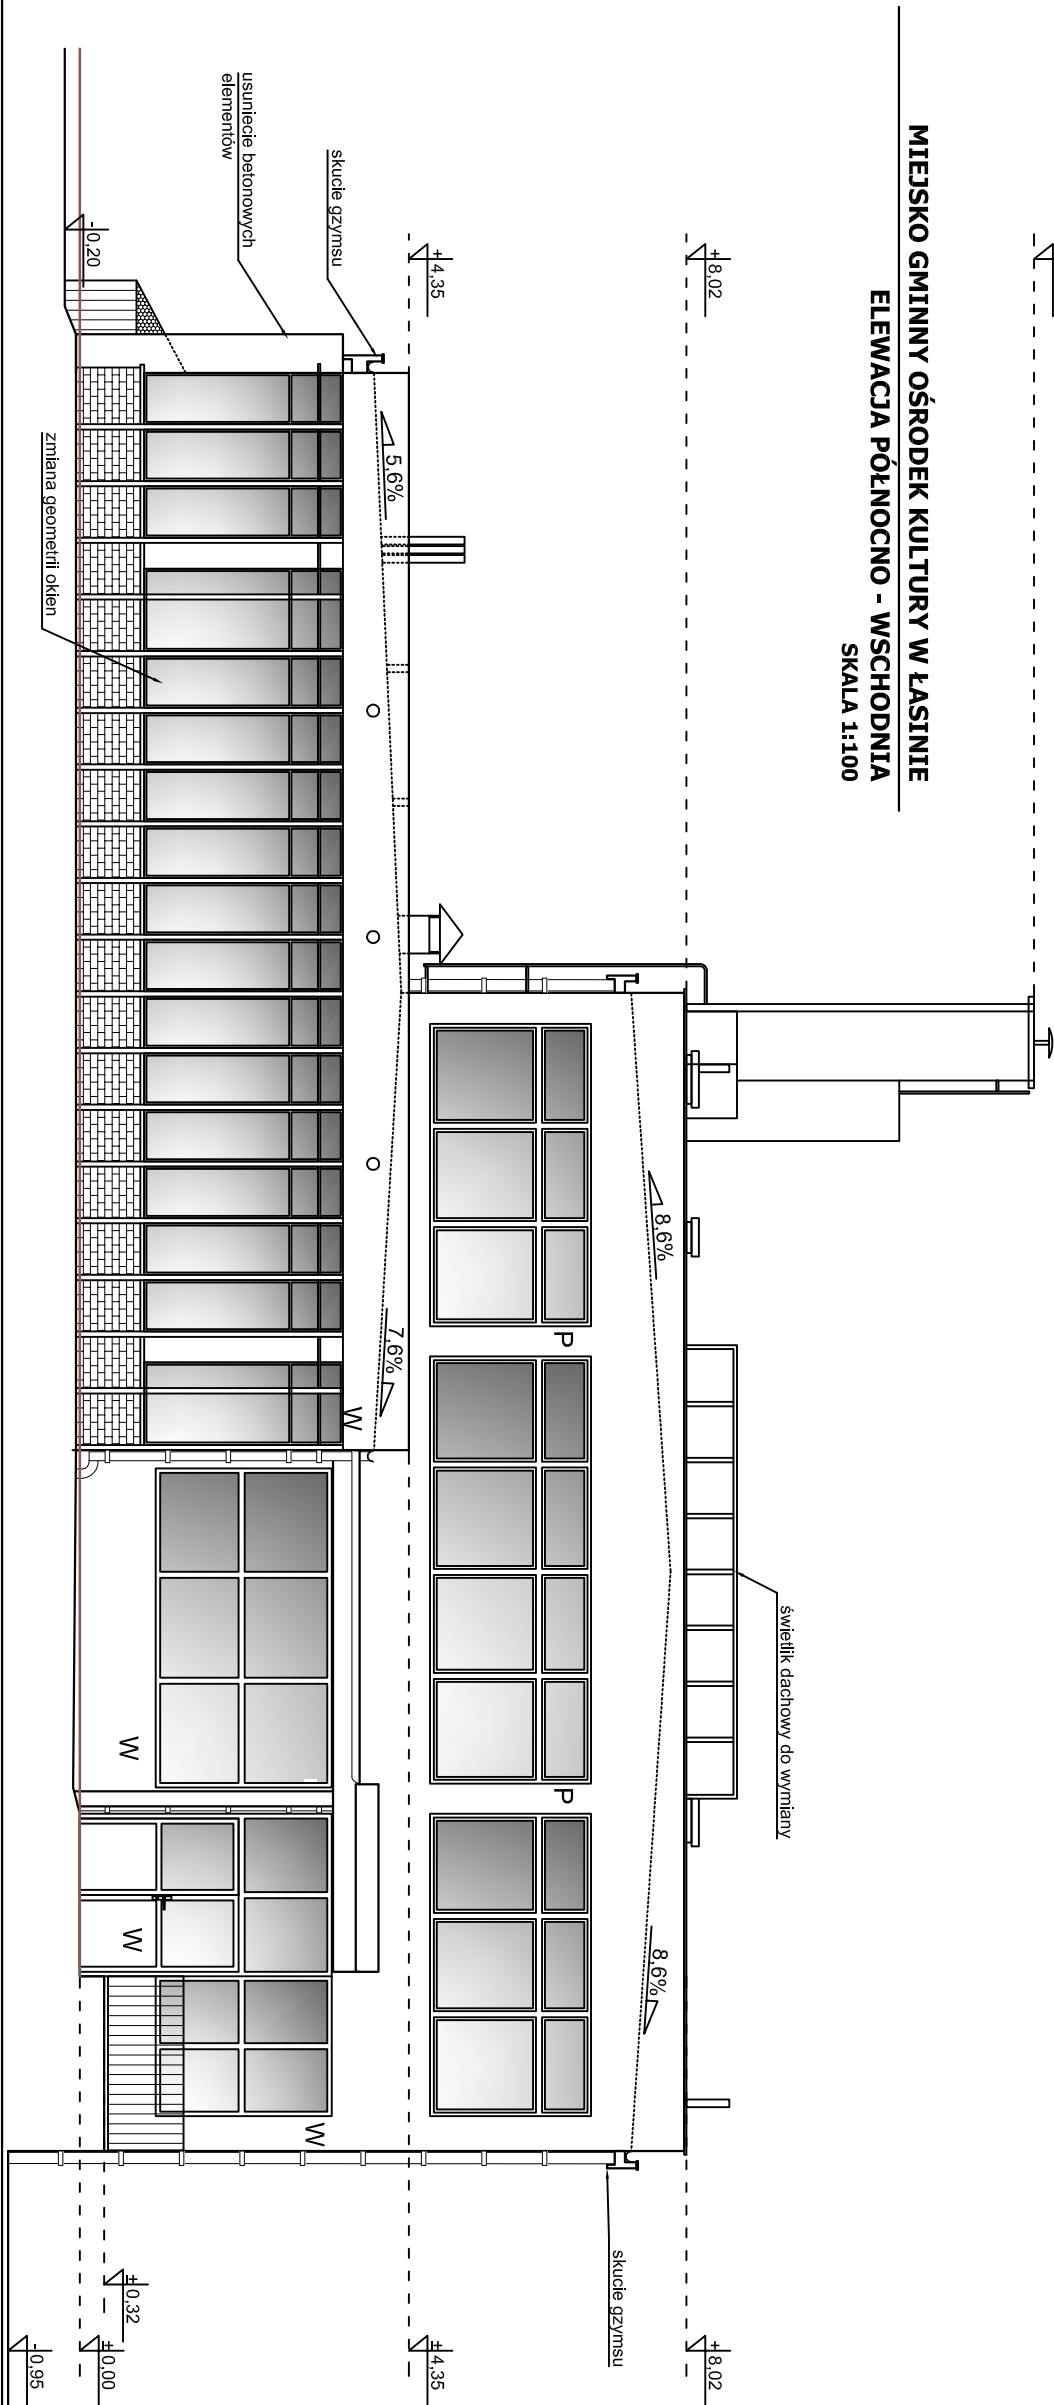 MIEJSKO GMINNY OŚRODEK KULTURY W ŁASINIE
ELEWACJA PÓŁNOCNO - WSCHODNIA
SKALA 1:100
+8,02
+4,35
skucie gzymsu
usuniecie betonowych
elementów
-0,20
zmiana geometrii okien
5,6%
7,6%
8,6%
8,6%
świetlik dachowy do wymiany
P
P
W
W
W
W
skucie gzymsu
+8,02
+4,35
+0,32
±0,00
-0,95